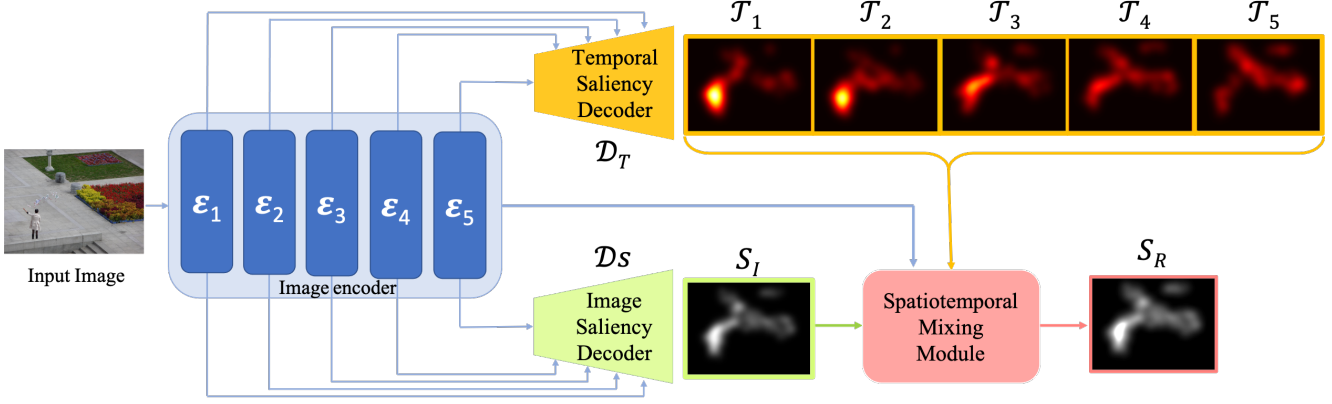 𝒯1 𝒯2 𝒯3 𝒯4 𝒯5
Temporal
Saliency
Decoder
𝒟T
ε1 ε2 ε3 ε4 ε5
Input Image
Image encoder
𝒟s
SI
SR
Image
Saliency
Decoder
Spatiotemporal
Mixing
Module